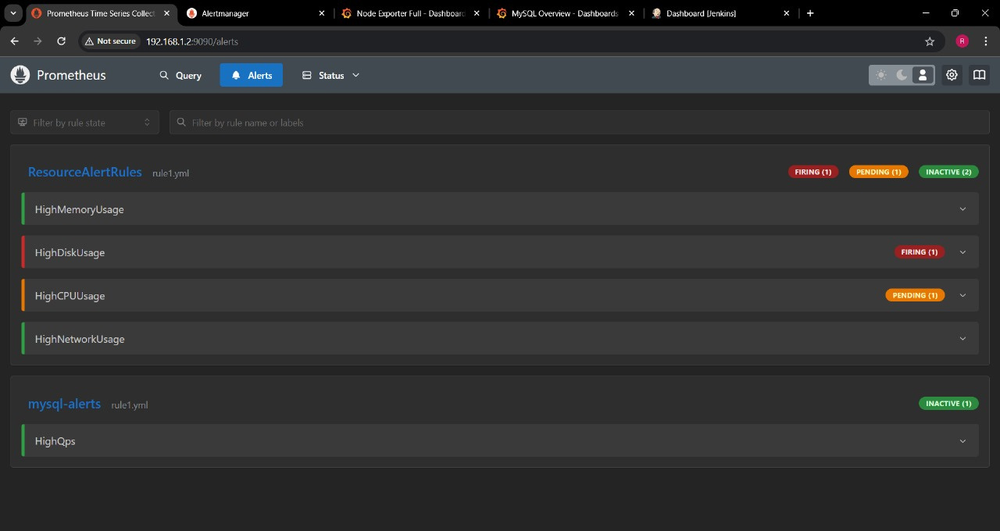 Prometheus Time Series Collect
Alertmanager
Node Exporter Full - Dashboard
MySQL Overview - Dashboards
Dashboard [Jenkins]
Not secure
192.168.1.2:9090/alerts
R
Prometheus
Query
Alerts
Status
Filter by rule state
Filter by rule name or labels
ResourceAlertRules rule1.yml
FIRING (1)
PENDING (1)
INACTIVE (2)
HighMemoryUsage
HighDiskUsage
FIRING (1)
HighCPUUsage
PENDING (1)
HighNetworkUsage
mysql-alerts rule1.yml
INACTIVE (1)
HighQps